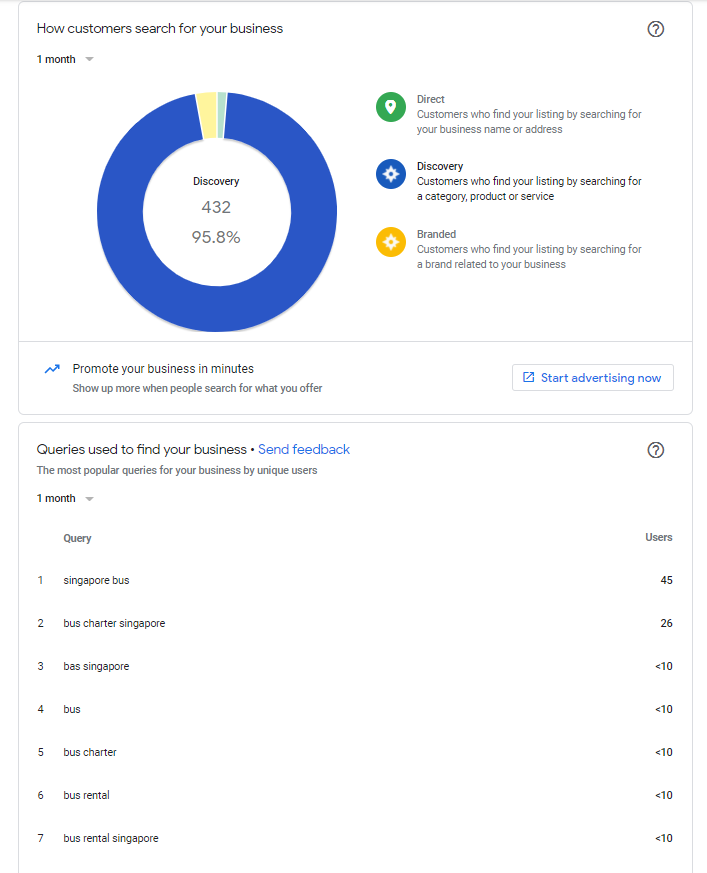 How customers search for your business
1 month
Discovery
432
95.8%
Direct
Customers who find your listing by searching for
your business name or address
Discovery
Customers who find your listing by searching for
a category, product or service
Branded
Customers who find your listing by searching for
a brand related to your business
Promote your business in minutes
Show up more when people search for what you offer
Start advertising now
Queries used to find your business • Send feedback
The most popular queries for your business by unique users
1 month
Query Users
1 singapore bus 45
2 bus charter singapore 26
3 bas singapore <10
4 bus <10
5 bus charter <10
6 bus rental <10
7 bus rental singapore <10